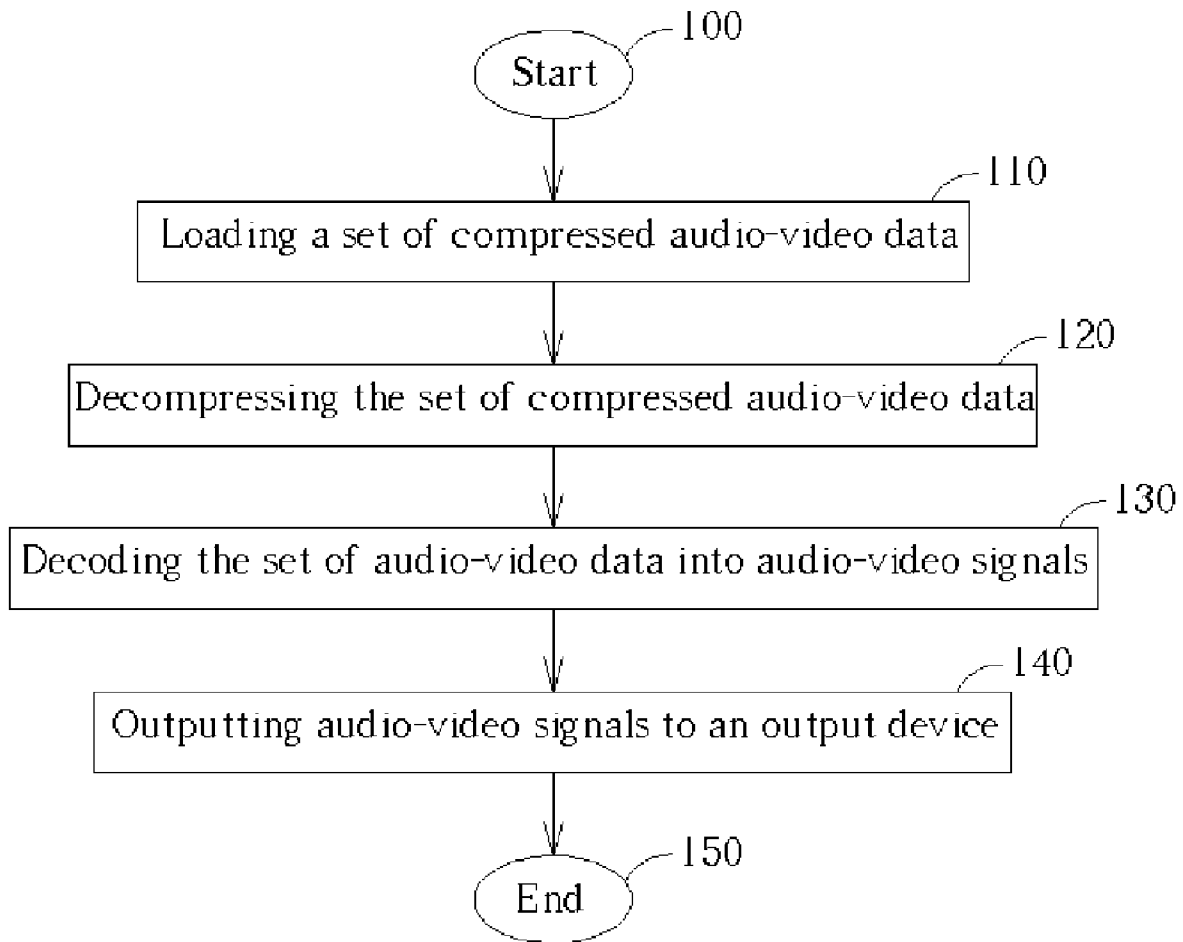 100
Start
110
Loading a set of compressed audio-video data
120
Decompressing the set of compressed audio-video data
130
Decoding the set of audio-video data into audio-video signals
140
Outputting audio-video signals to an output device
150
End